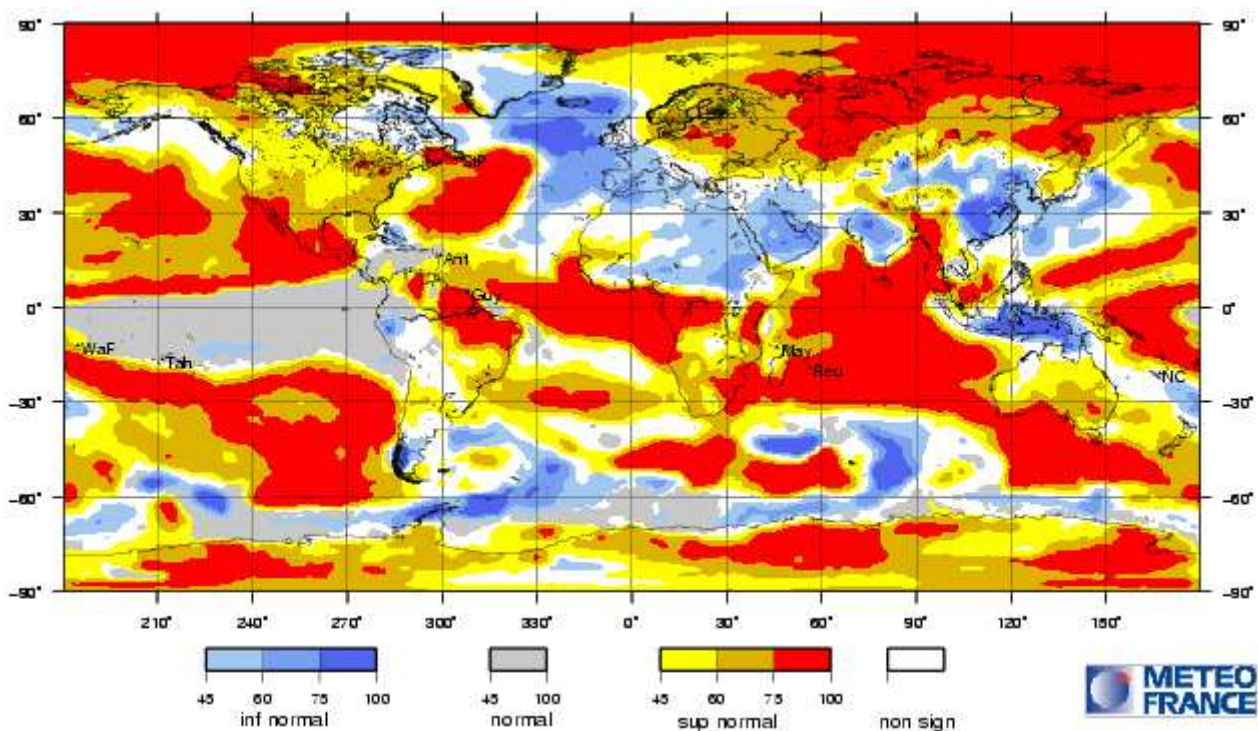 90° 90°
60° 60°
30° 30°
0° 0°
-30° -30°
-60° -60°
-90° -90°
Ant
Guy
WaF
Tah
May
Reu
NC
210° 240° 270° 300° 330° 0° 30° 60° 90° 120° 150°
45 60 75 100
inf normal
45 100
normal
45 60 75 100
sup normal
non sign
METEO
FRANCE